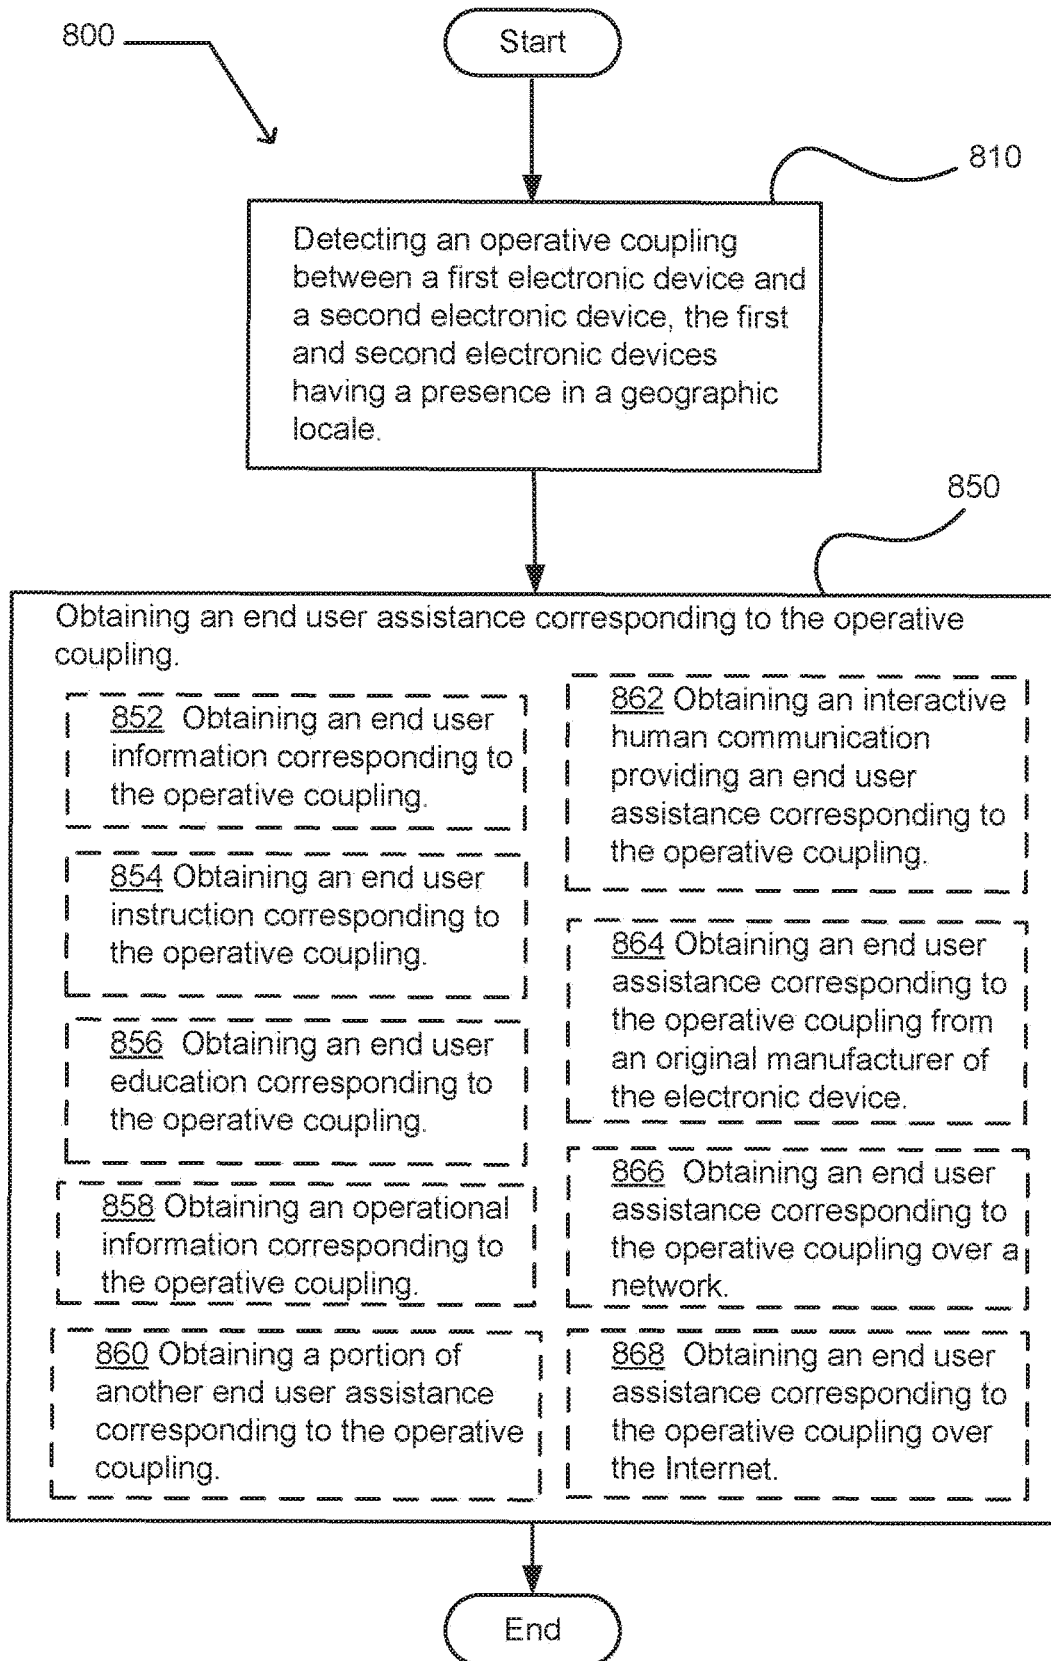 800
Start
810
Detecting an operative coupling
between a first electronic device and
a second electronic device, the first
and second electronic devices
having a presence in a geographic
locale.
850
Obtaining an end user assistance corresponding to the operative
coupling.
852 Obtaining an end user
information corresponding to
the operative coupling.
854 Obtaining an end user
instruction corresponding to
the operative coupling.
856 Obtaining an end user
education corresponding to
the operative coupling.
858 Obtaining an operational
information corresponding to
the operative coupling.
860 Obtaining a portion of
another end user assistance
corresponding to the operative
coupling.
862 Obtaining an interactive
human communication
providing an end user
assistance corresponding to
the operative coupling.
864 Obtaining an end user
assistance corresponding to
the operative coupling from
an original manufacturer of
the electronic device.
866 Obtaining an end user
assistance corresponding to
the operative coupling over a
network.
868 Obtaining an end user
assistance corresponding to
the operative coupling over
the Internet.
End